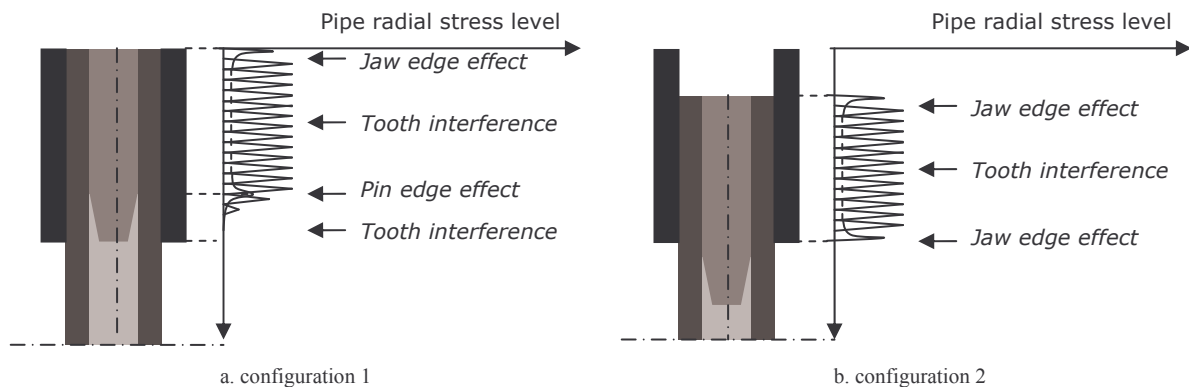 Pipe radial stress level
Jaw edge effect
Tooth interference
Pin edge effect
Tooth interference
a. configuration 1
Pipe radial stress level
Jaw edge effect
Tooth interference
Jaw edge effect
b. configuration 2